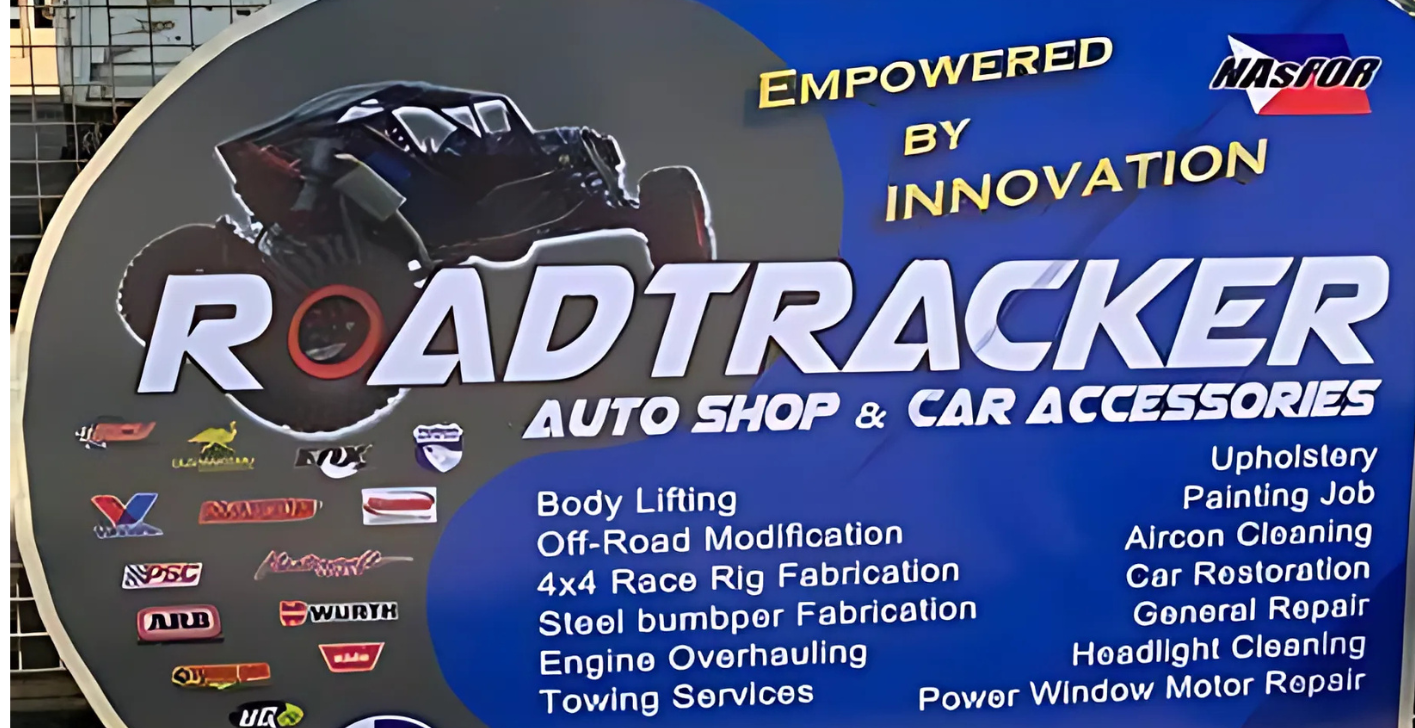 EMPOWERED
BY
INNOVATION
NAsFOR
ROADTRACKER
AUTO SHOP & CAR ACCESSORIES
Body Lifting
Off-Road Modification
4x4 Race Rig Fabrication
Steel bumbper Fabrication
Engine Overhauling
Towing Services
Upholstery
Painting Job
Aircon Cleaning
Car Restoration
General Repair
Headlight Cleaning
Power Window Motor Repair
FOX
PSC
ARB
WURTH
UG